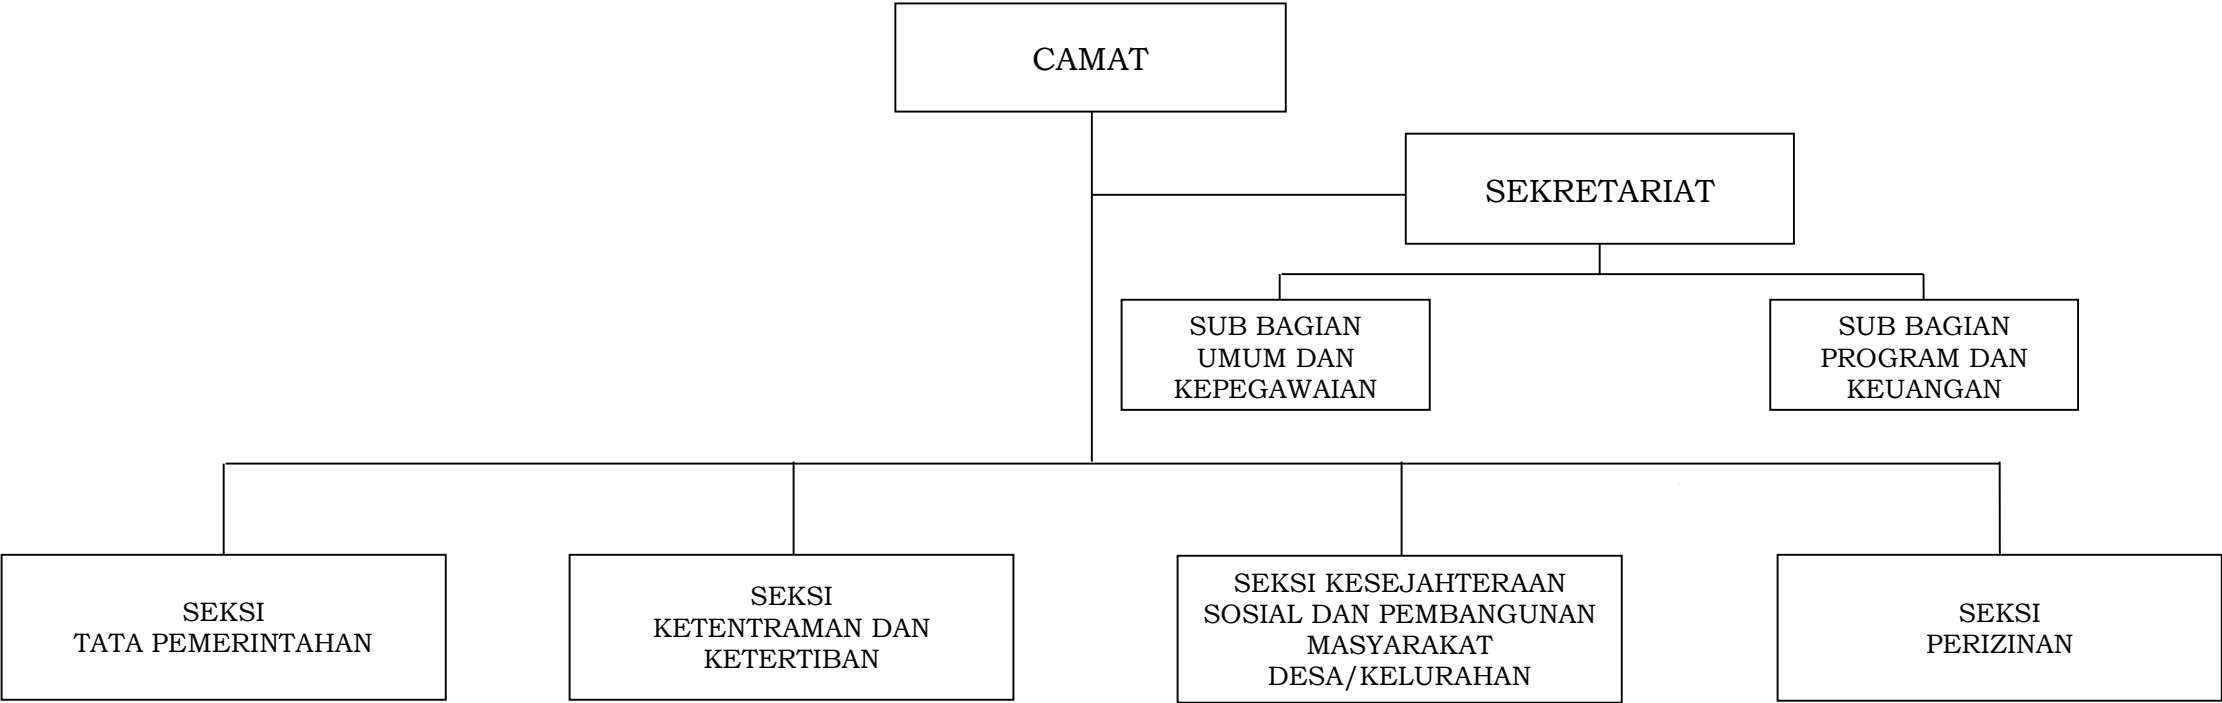 CAMAT
SEKRETARIAT
SUB BAGIAN
UMUM DAN
KEPEGAWAIAN
SUB BAGIAN
PROGRAM DAN
KEUANGAN
SEKSI
TATA PEMERINTAHAN
SEKSI
KETENTRAMAN DAN
KETERTIBAN
SEKSI KESEJAHTERAAN
SOSIAL DAN PEMBANGUNAN
MASYARAKAT
DESA/KELURAHAN
SEKSI
PERIZINAN